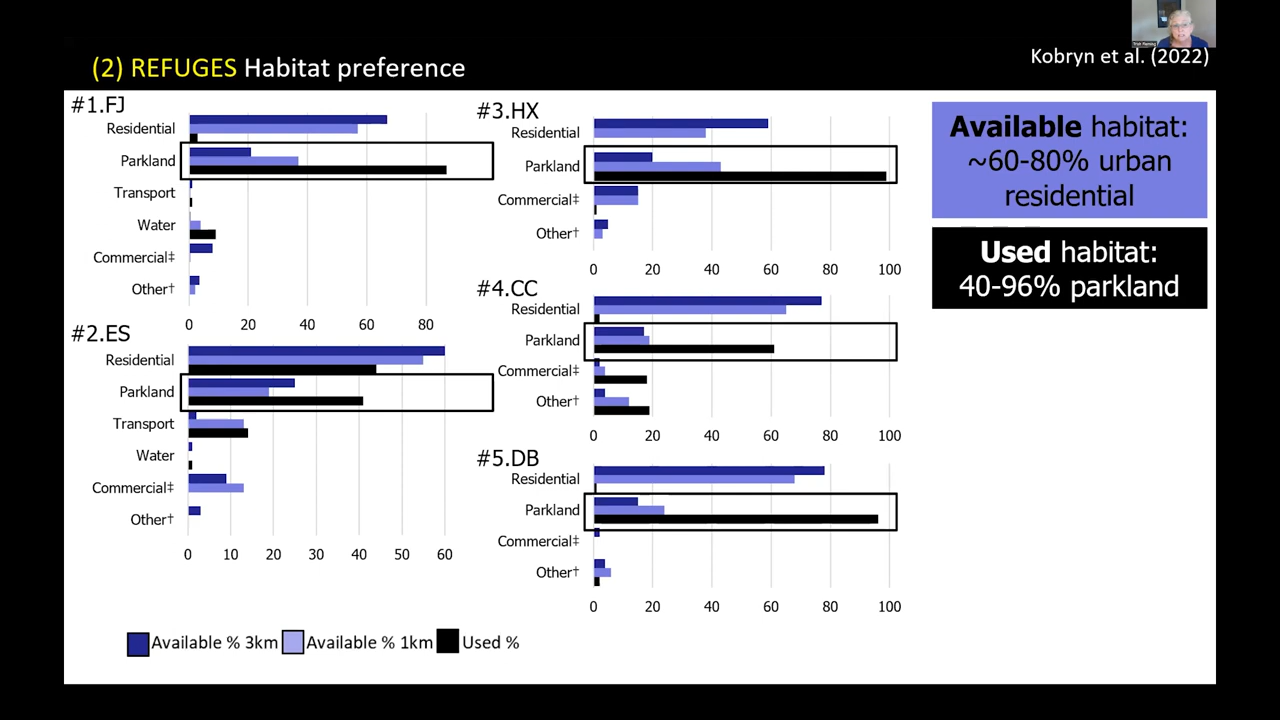 (2) REFUGES Habitat preference
Kobryn et al. (2022)
#1.FJ
Residential
Parkland
Transport
Water
Commercial‡
Other†
0 20 40 60 80
#2.ES
Residential
Parkland
Transport
Water
Commercial‡
Other†
0 10 20 30 40 50 60
#3.HX
Residential
Parkland
Commercial‡
Other†
0 20 40 60 80 100
#4.CC
Residential
Parkland
Commercial‡
Other†
0 20 40 60 80 100
#5.DB
Residential
Parkland
Commercial‡
Other†
0 20 40 60 80 100
Available habitat:
~60-80% urban
residential
Used habitat:
40-96% parkland
Available % 3km Available % 1km Used %